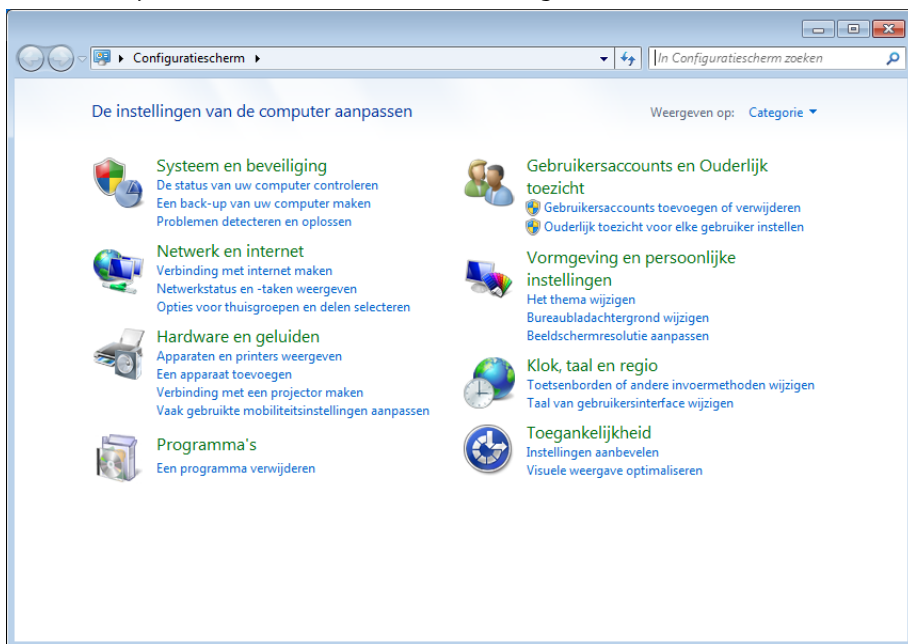 Configuratiescherm
In Configuratiescherm zoeken
De instellingen van de computer aanpassen
Weergeven op: Categorie
Systeem en beveiliging
De status van uw computer controleren
Een back-up van uw computer maken
Problemen detecteren en oplossen
Netwerk en internet
Verbinding met internet maken
Netwerkstatus en -taken weergeven
Opties voor thuisgroepen en delen selecteren
Hardware en geluiden
Apparaten en printers weergeven
Een apparaat toevoegen
Verbinding met een projector maken
Vaak gebruikte mobiliteitsinstellingen aanpassen
Programma's
Een programma verwijderen
Gebruikersaccounts en Ouderlijk
toezicht
Gebruikersaccounts toevoegen of verwijderen
Ouderlijk toezicht voor elke gebruiker instellen
Vormgeving en persoonlijke
instellingen
Het thema wijzigen
Bureaubladachtergrond wijzigen
Beeldschermresolutie aanpassen
Klok, taal en regio
Toetsenborden of andere invoermethoden wijzigen
Taal van gebruikersinterface wijzigen
Toegankelijkheid
Instellingen aanbevelen
Visuele weergave optimaliseren